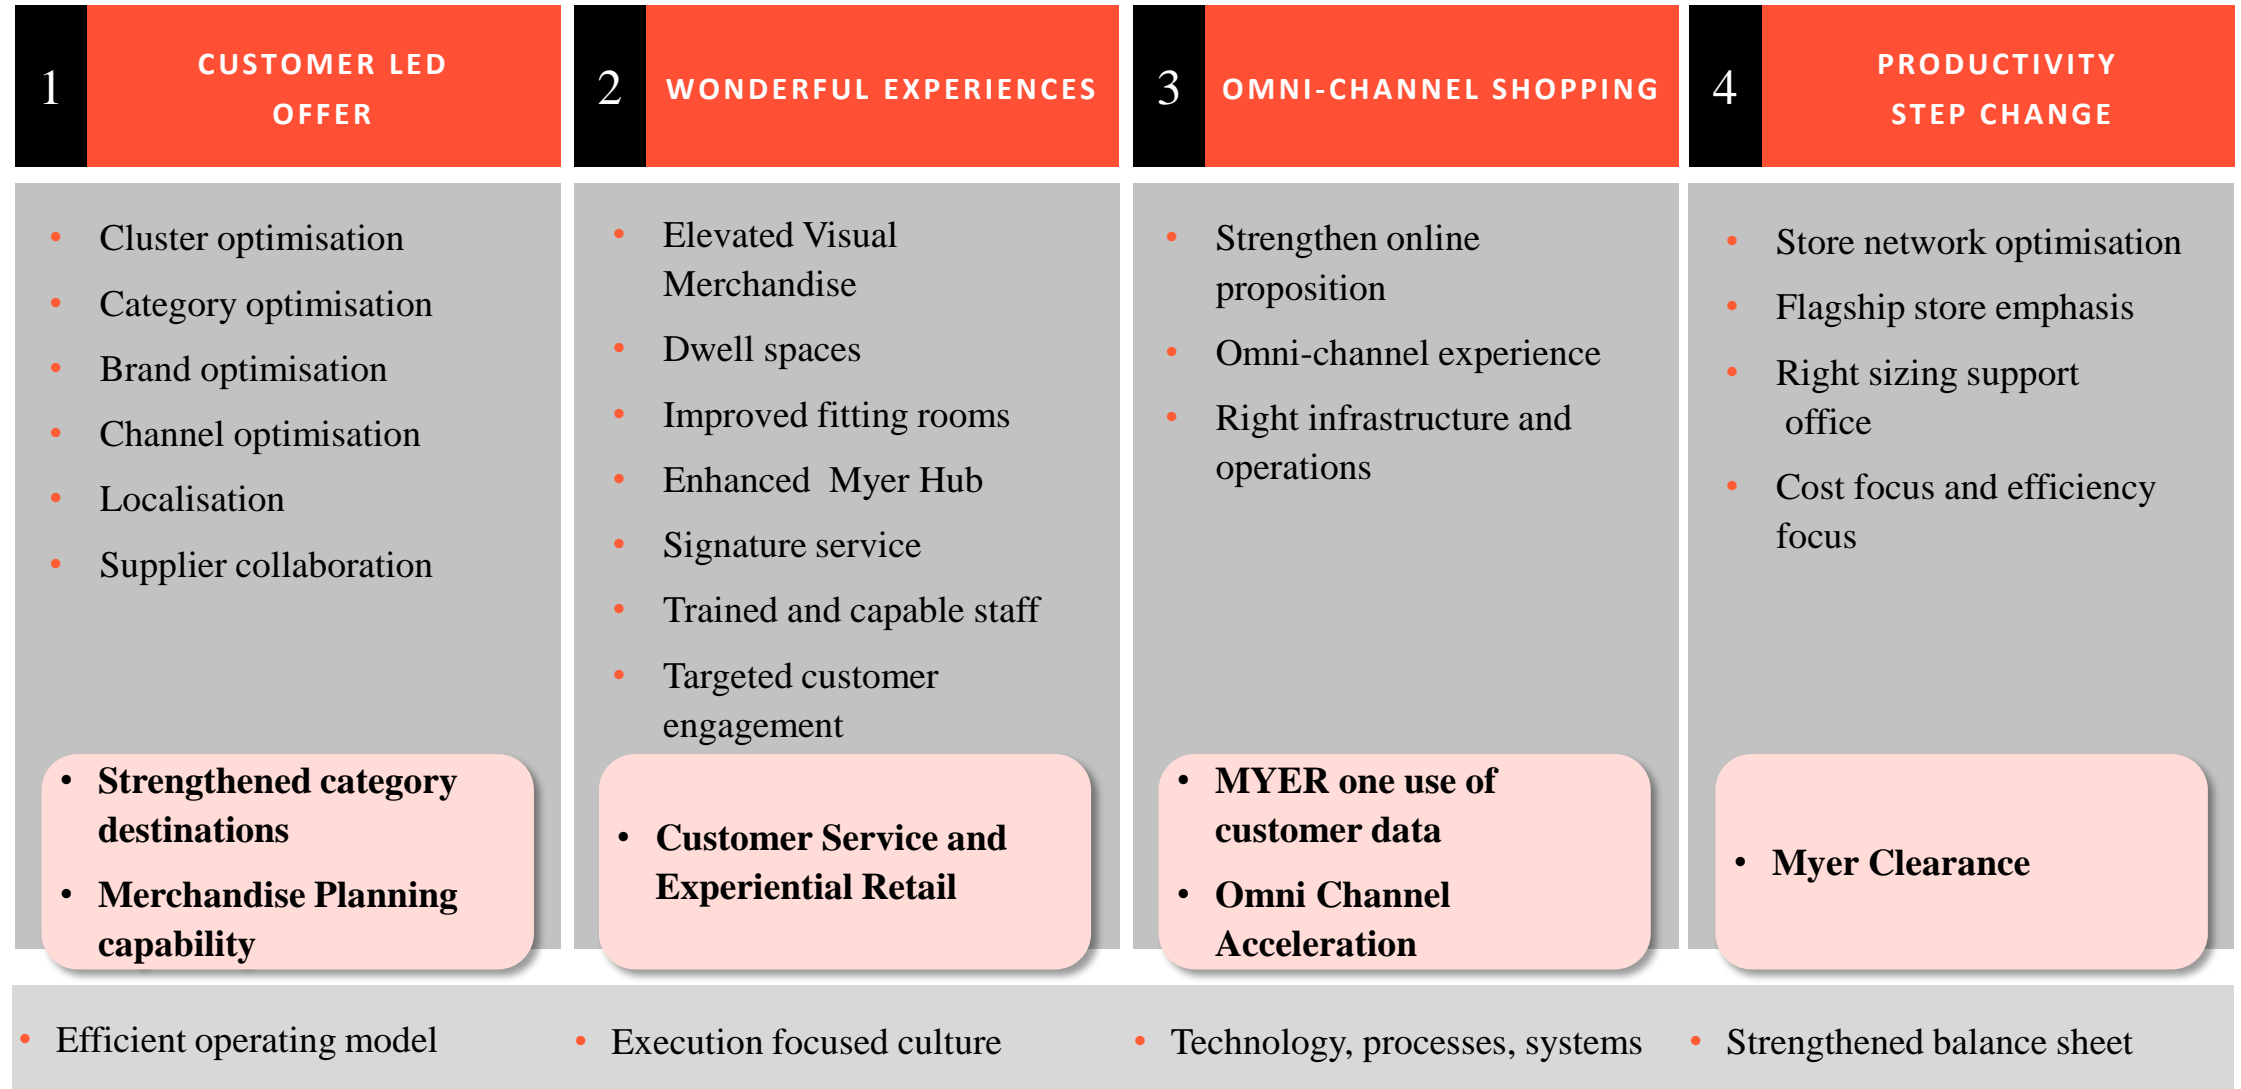 1
CUSTOMER LED
OFFER
2
WONDERFUL EXPERIENCES
3
OMNI-CHANNEL SHOPPING
4
PRODUCTIVITY
STEP CHANGE
• Cluster optimisation
• Category optimisation
• Brand optimisation
• Channel optimisation
• Localisation
• Supplier collaboration
• Strengthened category
destinations
• Merchandise Planning
capability
• Elevated Visual
Merchandise
• Dwell spaces
• Improved fitting rooms
• Enhanced  Myer Hub
• Signature service
• Trained and capable staff
• Targeted customer
engagement
• Customer Service and
Experiential Retail
• Strengthen online
proposition
• Omni-channel experience
• Right infrastructure and
operations
• MYER one use of
customer data
• Omni Channel
Acceleration
• Store network optimisation
• Flagship store emphasis
• Right sizing support
office
• Cost focus and efficiency
focus
• Myer Clearance
• Efficient operating model
• Execution focused culture
• Technology, processes, systems
• Strengthened balance sheet